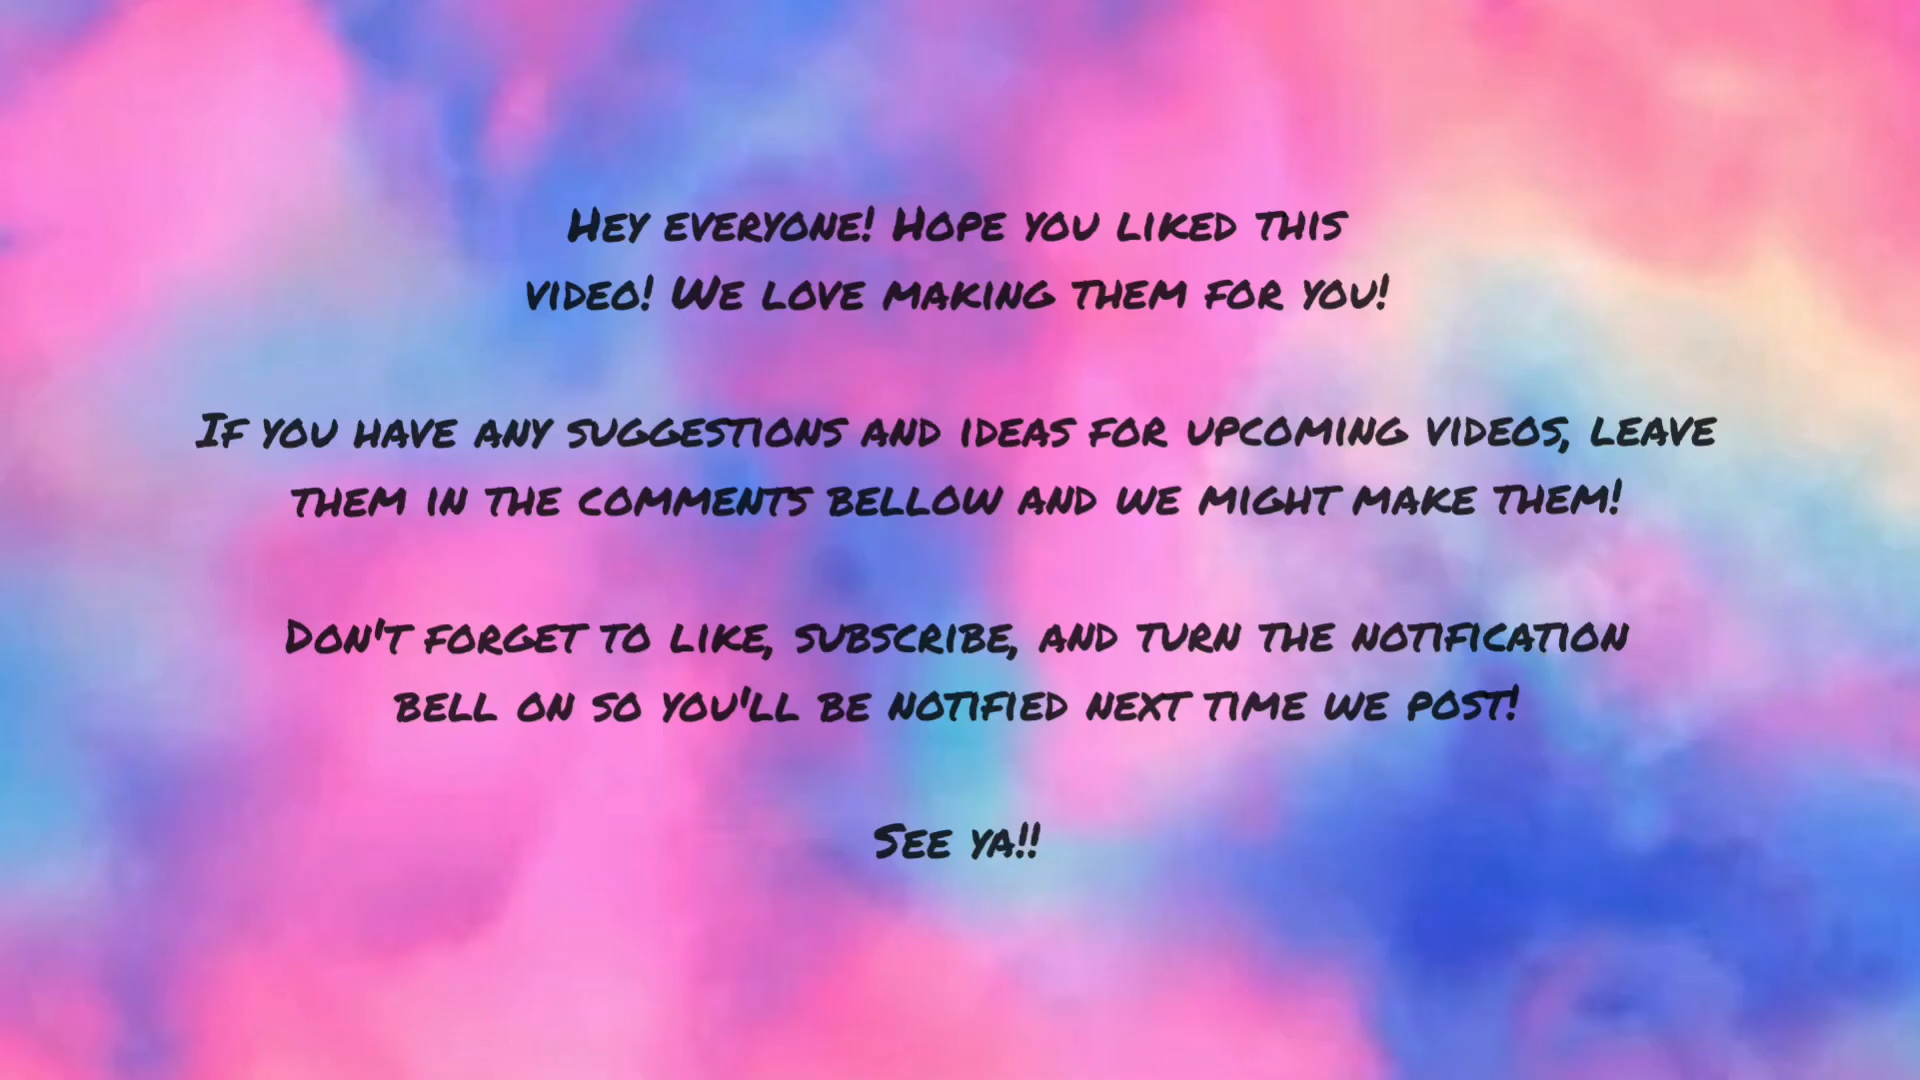 Hey everyone! Hope you liked this
video! We love making them for you!
If you have any suggestions and ideas for upcoming videos, leave
them in the comments bellow and we might make them!
Don't forget to like, subscribe, and turn the notification
bell on so you'll be notified next time we post!
See ya!!